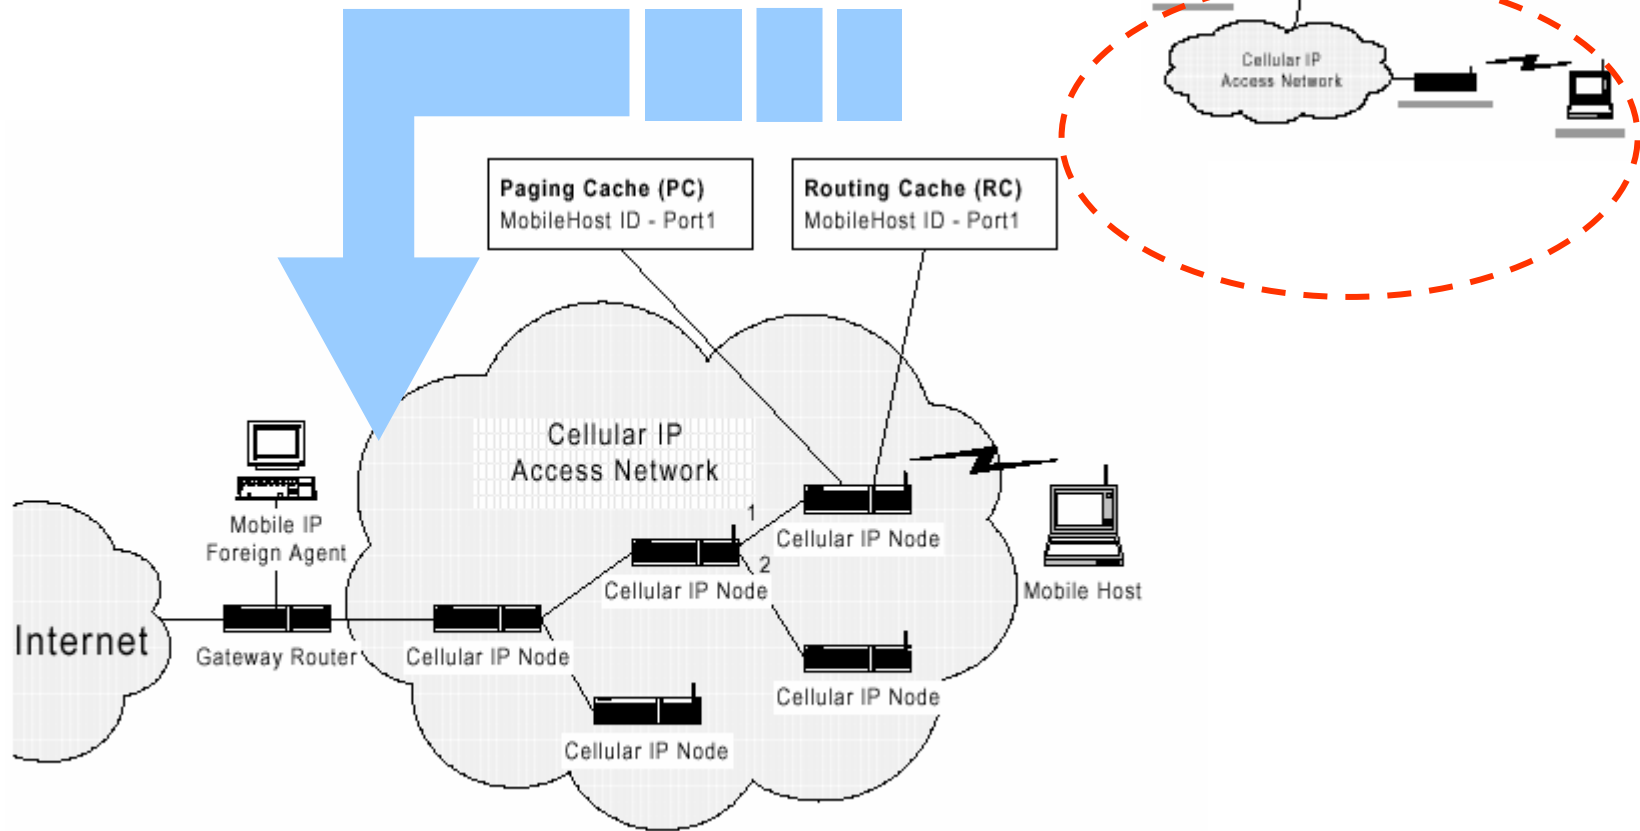 Cellular IP
Access Network
Paging Cache (PC)
MobileHost ID - Port1
Routing Cache (RC)
MobileHost ID - Port1
Cellular IP
Access Network
Mobile IP
Foreign Agent
1
2
Cellular IP Node
Cellular IP Node
Mobile Host
Internet
Gateway Router
Cellular IP Node
Cellular IP Node
Cellular IP Node